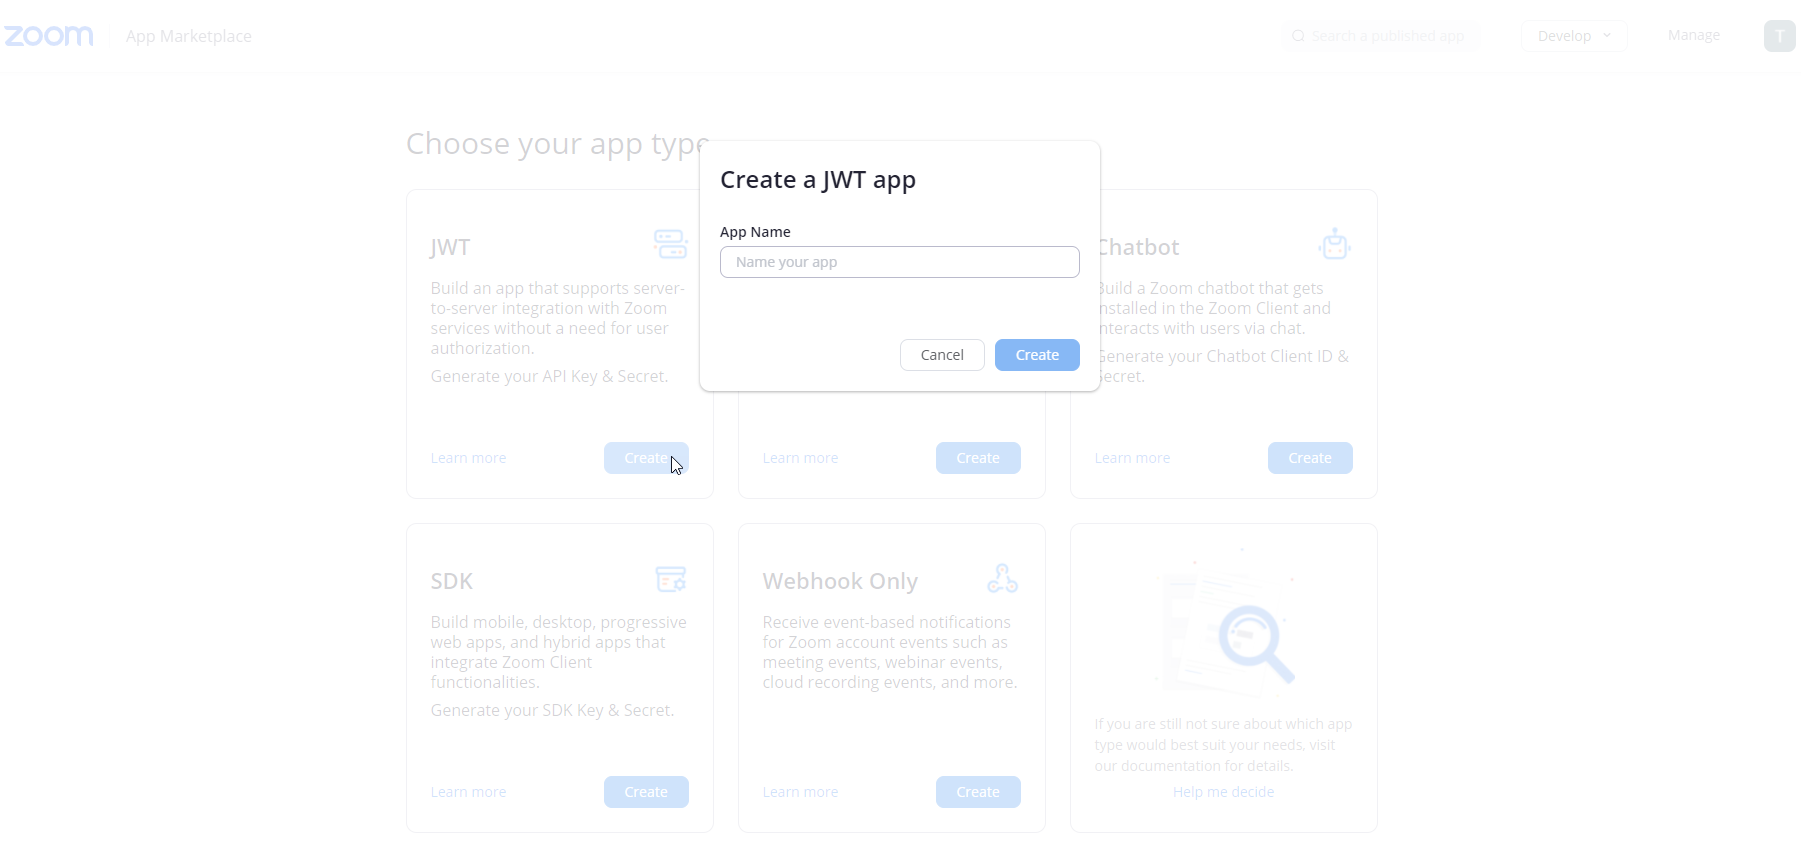 zoom
App Marketplace
Search a published app
Develop
Manage
T
Choose your app type
Create a JWT app
App Name
Name your app
Cancel
Create
JWT
Build an app that supports server-
to-server integration with Zoom
services without a need for user
authorization.
Generate your API Key & Secret.
Learn more
Create
Learn more
Create
Chatbot
Build a Zoom chatbot that gets
installed in the Zoom Client and
interacts with users via chat.
Generate your Chatbot Client ID &
Secret.
Learn more
Create
SDK
Build mobile, desktop, progressive
web apps, and hybrid apps that
integrate Zoom Client
functionalities.
Generate your SDK Key & Secret.
Learn more
Create
Webhook Only
Receive event-based notifications
for Zoom account events such as
meeting events, webinar events,
cloud recording events, and more.
Learn more
Create
If you are still not sure about which app
type would best suit your needs, visit
our documentation for details.
Help me decide